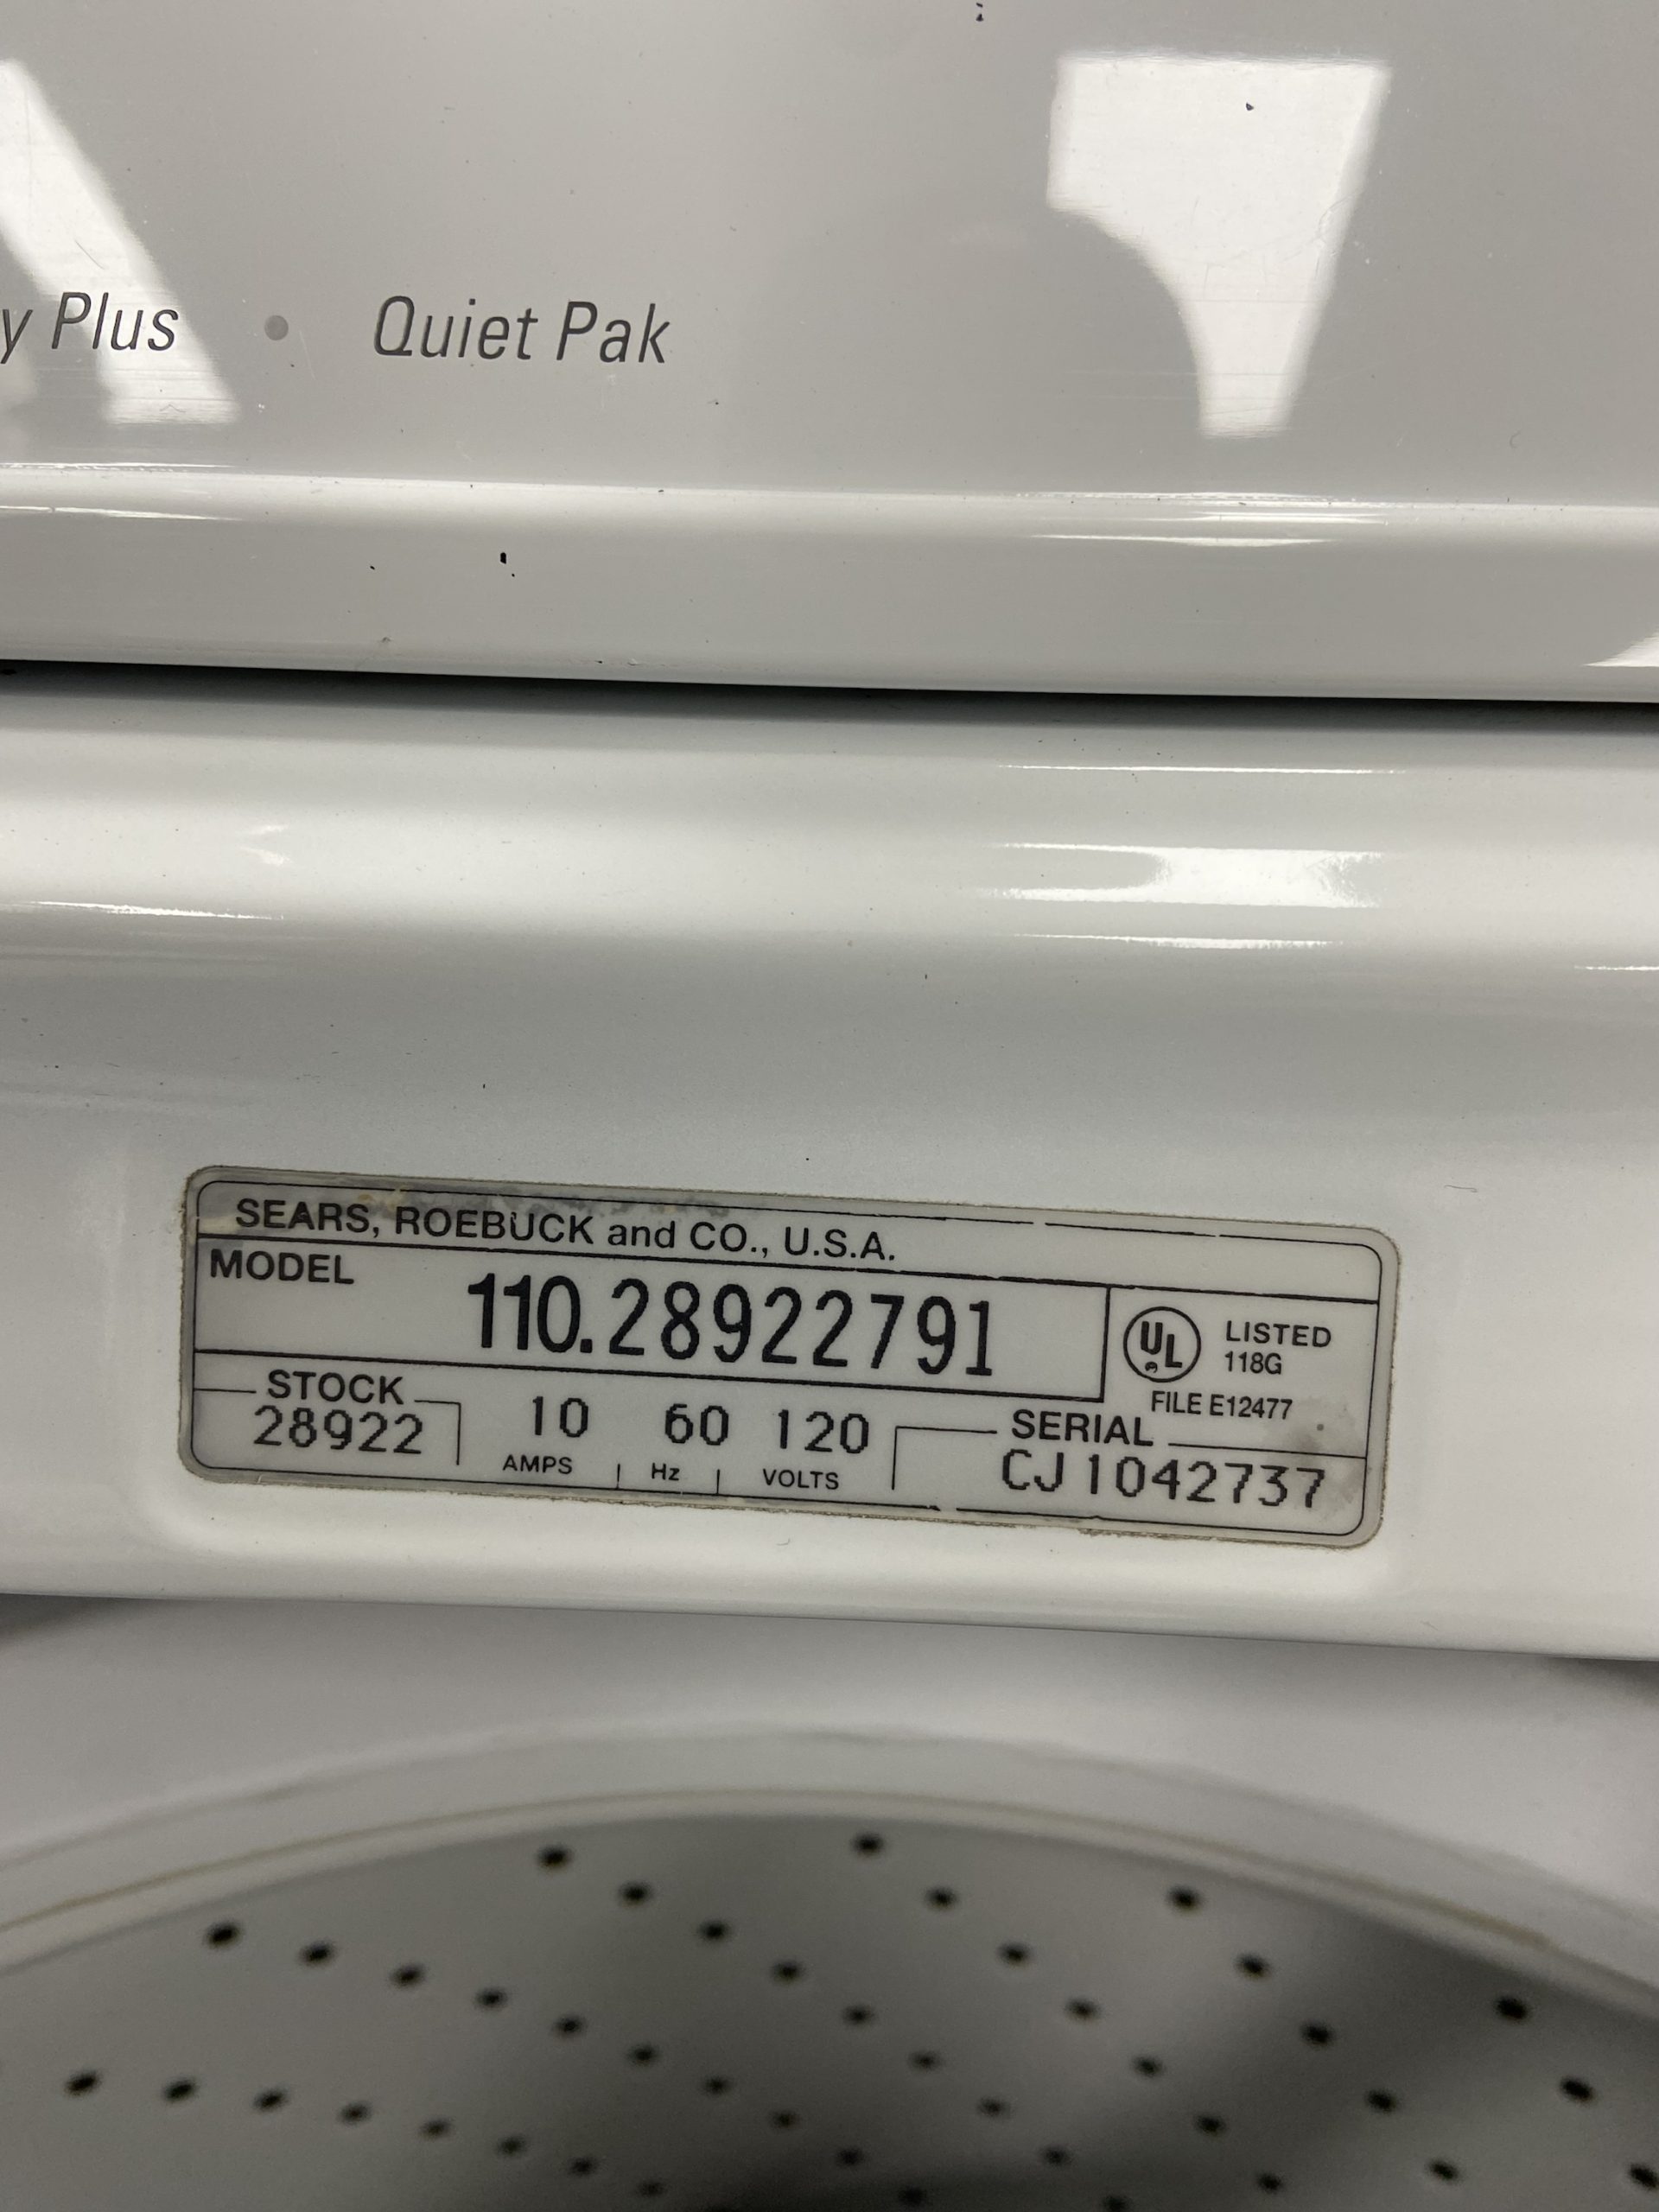 y Plus • Quiet Pak
SEARS, ROEBUCK and CO., U.S.A.
MODEL 110.28922791
UL LISTED
118G
FILE E12477
STOCK
28922
10 60 120
AMPS Hz VOLTS
SERIAL
CJ1042737